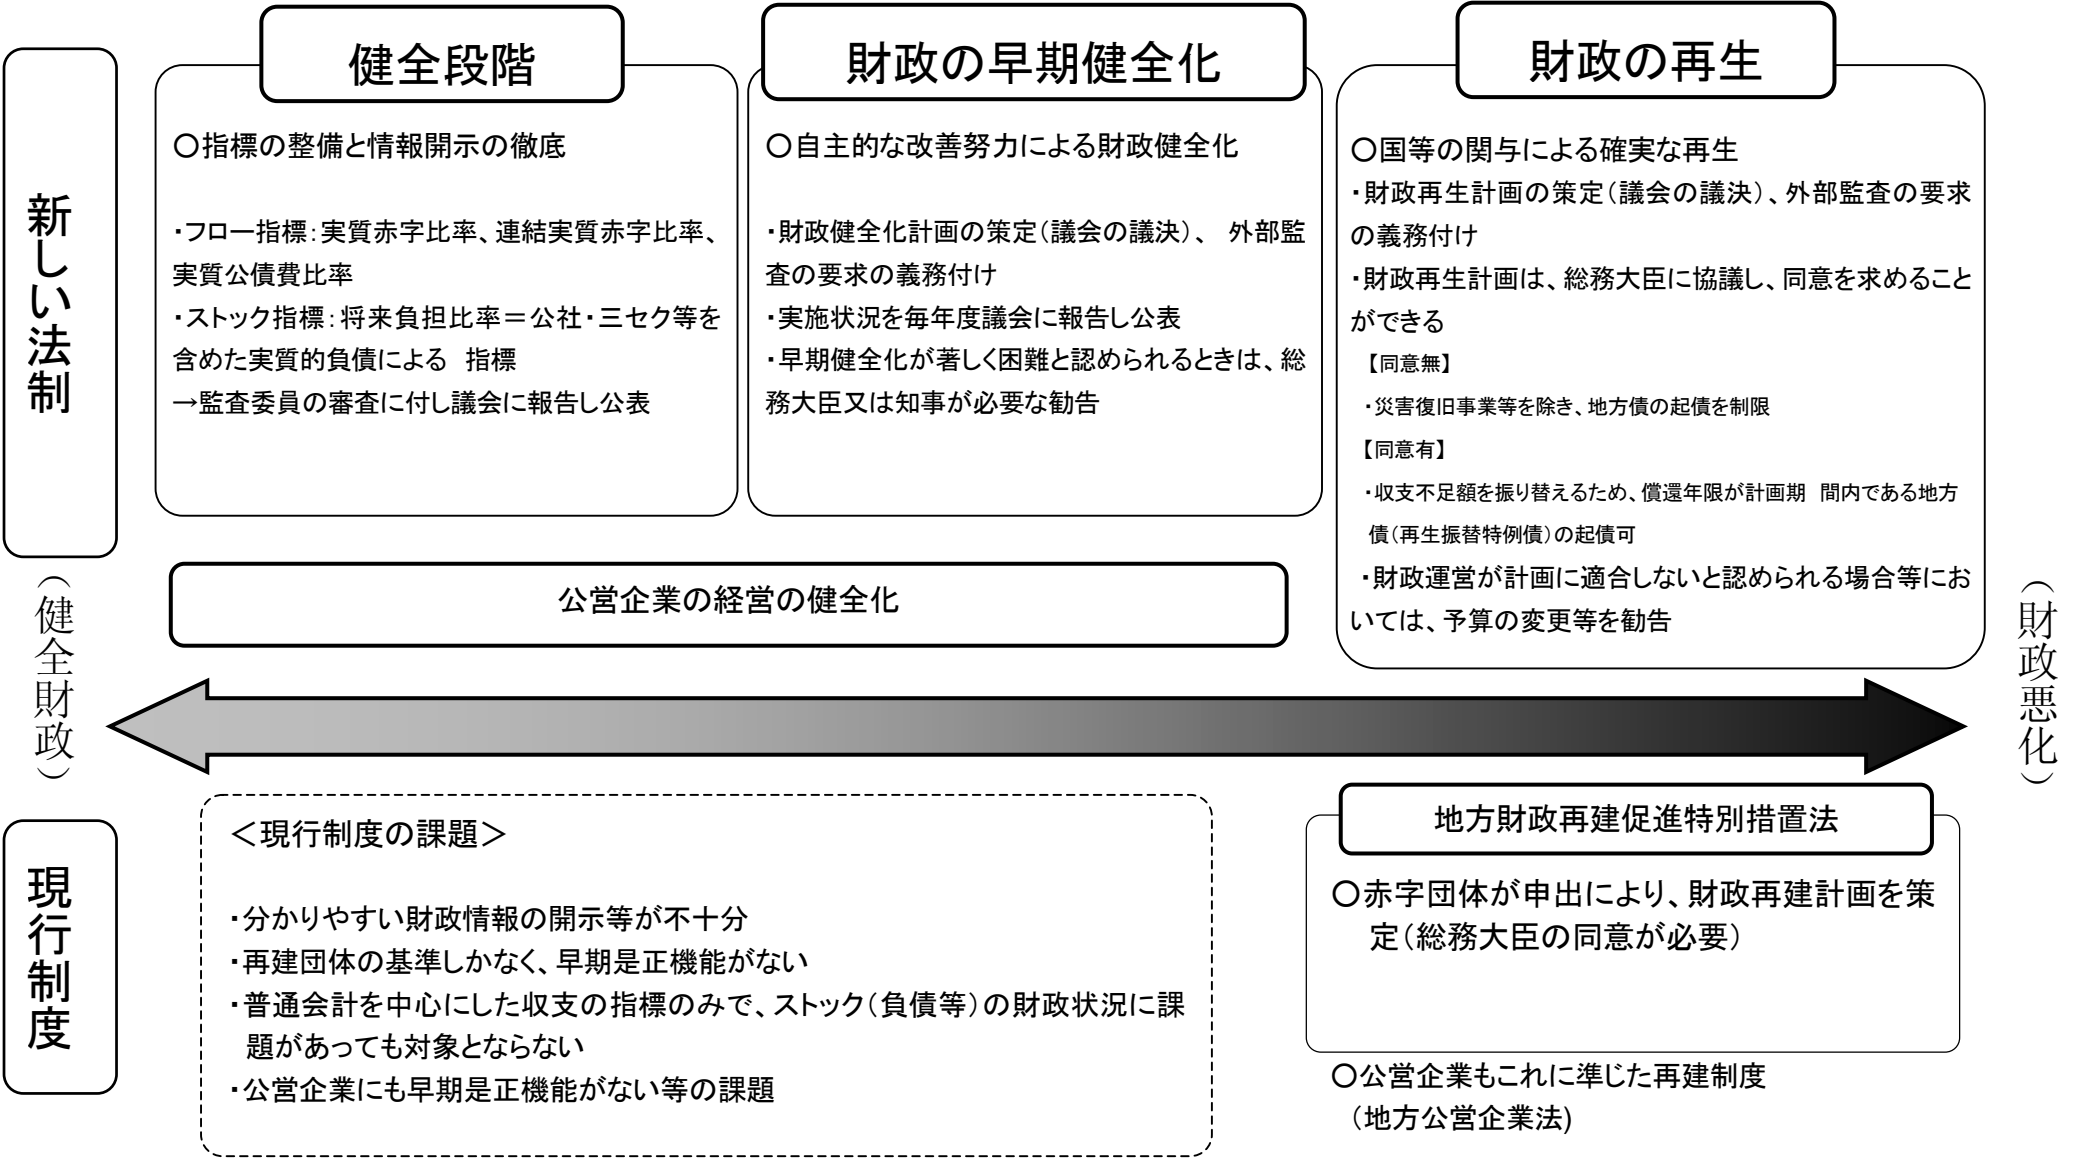 新しい法制
健全段階
〇指標の整備と情報開示の徹底
・フロー指標：実質赤字比率、連結実質赤字比率、
実質公債費比率
・ストック指標：将来負担比率＝公社・三セク等を
含めた実質的負債による　指標
→監査委員の審査に付し議会に報告し公表
財政の早期健全化
〇自主的な改善努力による財政健全化
・財政健全化計画の策定（議会の議決）、　外部監
査の要求の義務付け
・実施状況を毎年度議会に報告し公表
・早期健全化が著しく困難と認められるときは、総
務大臣又は知事が必要な勧告
財政の再生
〇国等の関与による確実な再生
・財政再生計画の策定（議会の議決）、外部監査の要求
の義務付け
・財政再生計画は、総務大臣に協議し、同意を求めること
ができる
【同意無】
・災害復旧事業等を除き、地方債の起債を制限
【同意有】
・収支不足額を振り替えるため、償還年限が計画期　間内である地方
債（再生振替特例債）の起債可
・財政運営が計画に適合しないと認められる場合等にお
いては、予算の変更等を勧告
公営企業の経営の健全化
（健全財政）
（財政悪化）
現行制度
＜現行制度の課題＞
・分かりやすい財政情報の開示等が不十分
・再建団体の基準しかなく、早期是正機能がない
・普通会計を中心にした収支の指標のみで、ストック（負債等）の財政状況に課
題があっても対象とならない
・公営企業にも早期是正機能がない等の課題
地方財政再建促進特別措置法
〇赤字団体が申出により、財政再建計画を策
定（総務大臣の同意が必要）
〇公営企業もこれに準じた再建制度
（地方公営企業法)